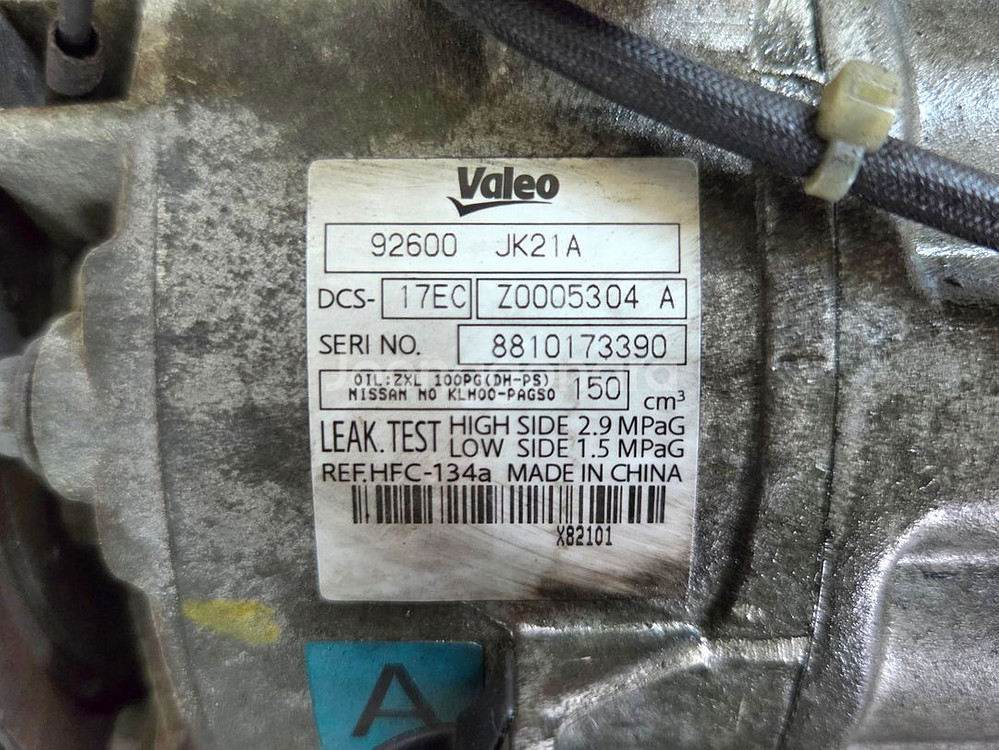 Valeo
92600 JK21A
DCS- 17EC Z0005304 A
SERI NO. 8810173390
OIL:ZXL 100PG(DH-PS)
NISSAN NO KLH00-PAGS0 150 cm³
LEAK.TEST HIGH SIDE 2.9 MPaG
LOW SIDE 1.5 MPaG
REF.HFC-134a MADE IN CHINA
X82101
A